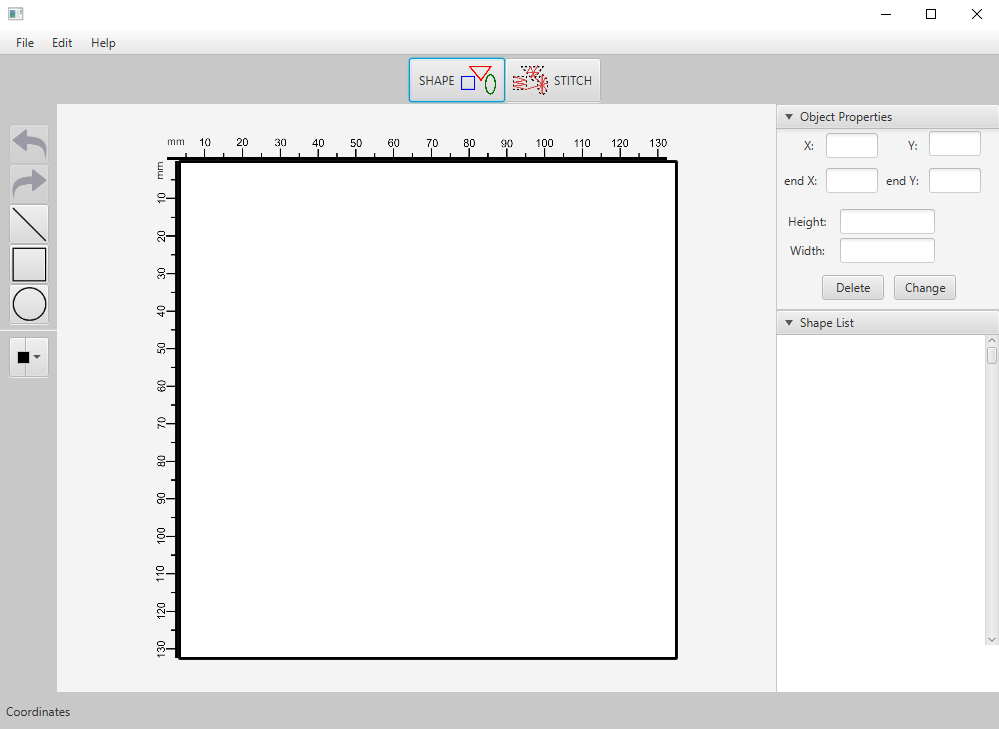 File Edit Help
SHAPE STITCH
Object Properties
mm 10 20 30 40 50 60 70 80 90 100 110 120 130
X: Y:
mm
end X: end Y:
10
20
Height:
Width:
30
Delete Change
40
Shape List
50
60
70
80
90
100
110
120
130
Coordinates